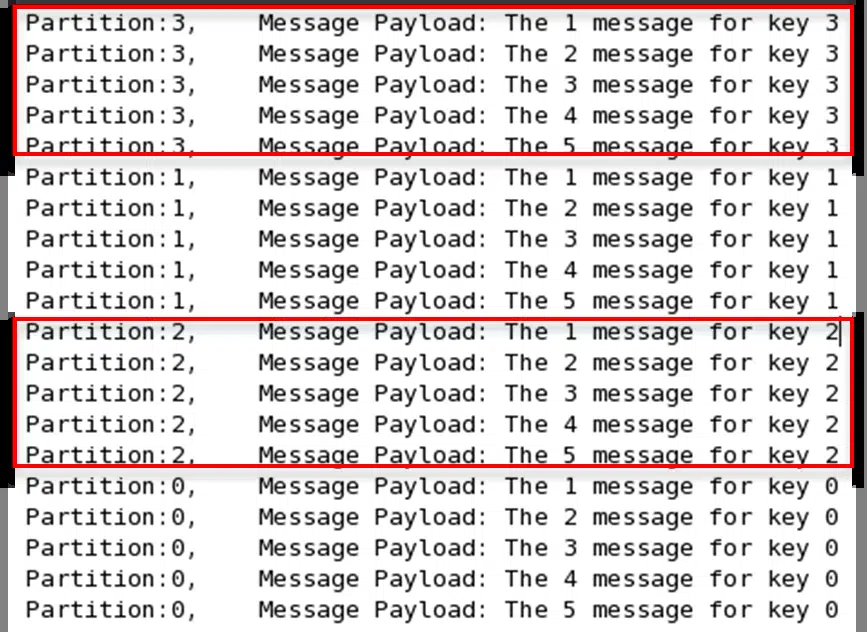 Partition:3,    Message Payload: The 1 message for key 3
Partition:3,    Message Payload: The 2 message for key 3
Partition:3,    Message Payload: The 3 message for key 3
Partition:3,    Message Payload: The 4 message for key 3
Partition:3,    Message Payload: The 5 message for key 3
Partition:1,    Message Payload: The 1 message for key 1
Partition:1,    Message Payload: The 2 message for key 1
Partition:1,    Message Payload: The 3 message for key 1
Partition:1,    Message Payload: The 4 message for key 1
Partition:1,    Message Payload: The 5 message for key 1
Partition:2,    Message Payload: The 1 message for key 2
Partition:2,    Message Payload: The 2 message for key 2
Partition:2,    Message Payload: The 3 message for key 2
Partition:2,    Message Payload: The 4 message for key 2
Partition:2,    Message Payload: The 5 message for key 2
Partition:0,    Message Payload: The 1 message for key 0
Partition:0,    Message Payload: The 2 message for key 0
Partition:0,    Message Payload: The 3 message for key 0
Partition:0,    Message Payload: The 4 message for key 0
Partition:0,    Message Payload: The 5 message for key 0